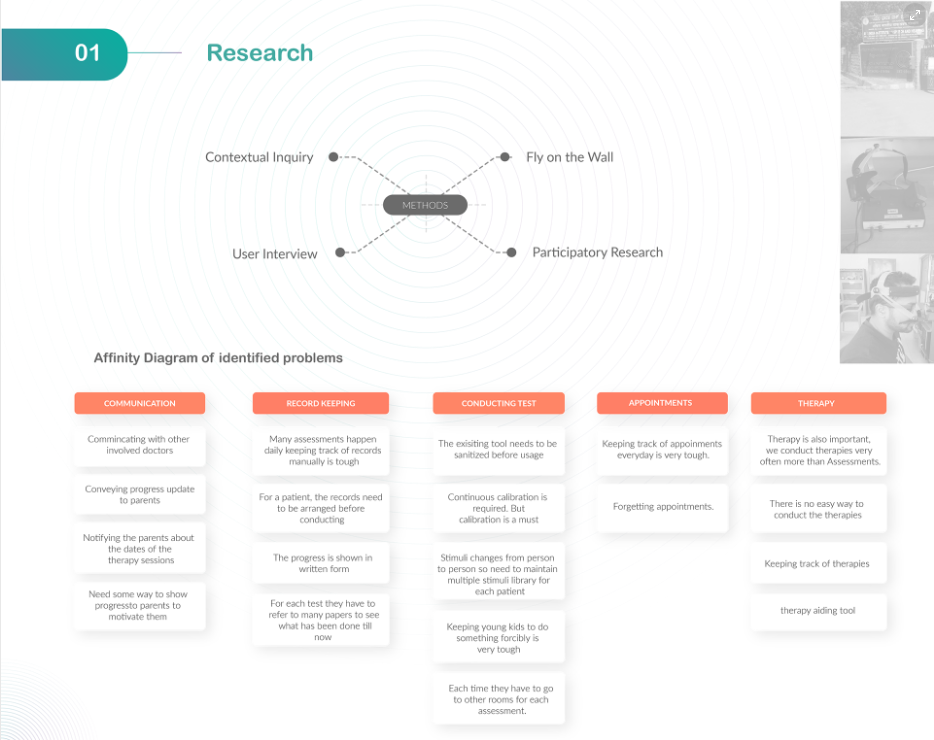 01
Research
Contextual Inquiry
Fly on the Wall
METHODS
User Interview
Participatory Research
Affinity Diagram of identified problems
COMMUNICATION
Commincating with other
involved doctors
Conveying progress update
to parents
Notifying the parents about
the dates of the
therapy sessions
Need some way to show
progressto parents to
motivate them
RECORD KEEPING
Many assessments happen
daily keeping track of records
manually is tough
For a patient, the records need
to be arranged before
conducting
The progress is shown in
written form
For each test they have to
refer to many papers to see
what has been done till
now
CONDUCTING TEST
The exisiting tool needs to be
sanitized before usage
Continuous calibration is
required. But
calibration is a must
Stimuli changes from person
to person so need to maintain
multiple stimuli library for
each patient
Keeping young kids to do
something forcibly is
very tough
Each time they have to go
to other rooms for each
assessment.
APPOINTMENTS
Keeping track of appoinments
everyday is very tough.
Forgetting appointments.
THERAPY
Therapy is also important,
we conduct therapies very
often more than Assessments.
There is no easy way to
conduct the therapies
Keeping track of therapies
therapy aiding tool